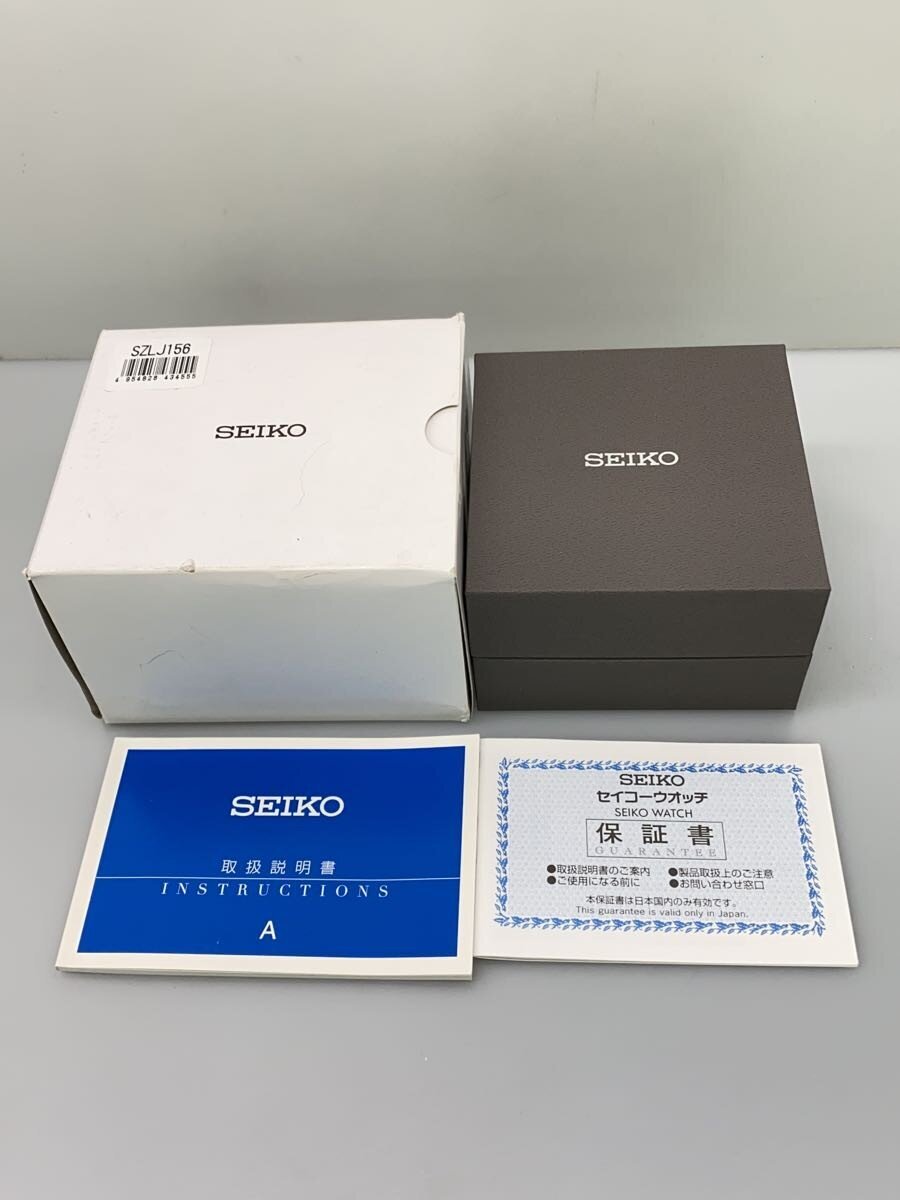 SZLJ156
4 954628 434555
SEIKO
SEIKO
SEIKO
取扱説明書
INSTRUCTIONS
A
SEIKO
セイコーウオッチ
SEIKO WATCH
保証書
GUARANTEE
●取扱説明書のご案内 ●製品取扱上のご注意
●ご使用になる前に ●お問い合わせ窓口
本保証書は日本国内のみ有効です。
This guarantee is valid only in Japan.